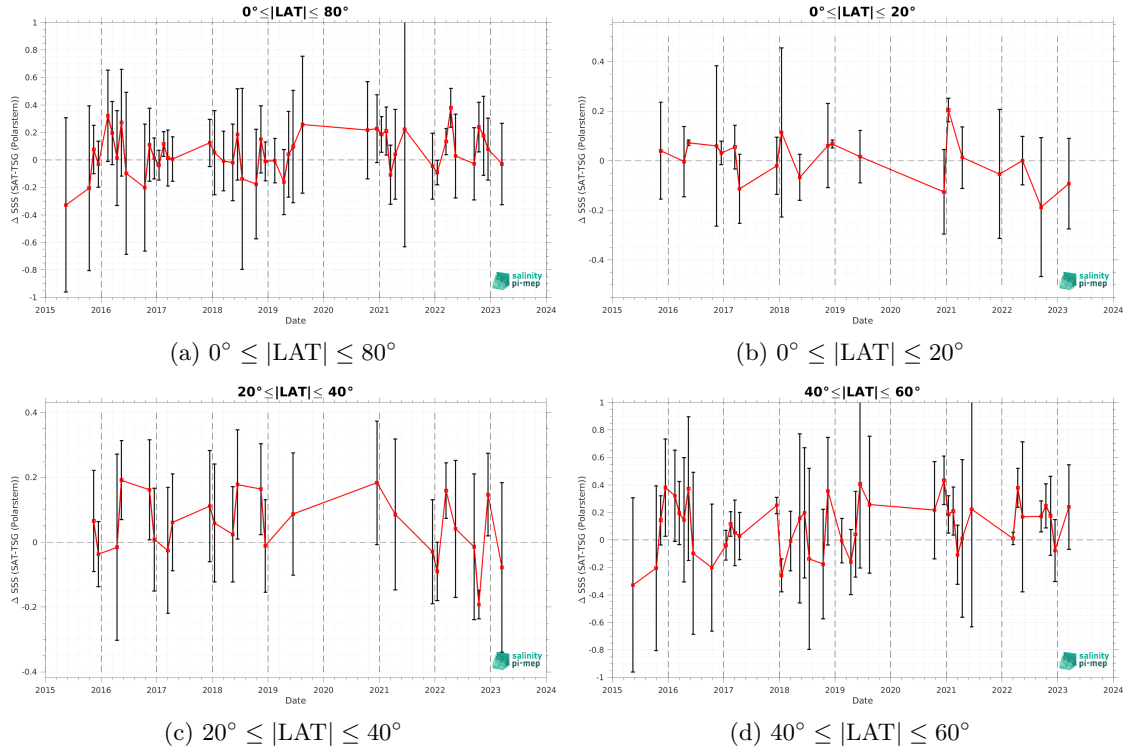 0°≤|LAT|≤ 80°
Δ SSS (SAT-TSG (Polarstern))
1
0.8
0.6
0.4
0.2
0
-0.2
-0.4
-0.6
-0.8
-1
2015 2016 2017 2018 2019 2020 2021 2022 2023 2024
Date
salinity
pi-mep
(a) 0° ≤ |LAT| ≤ 80°
0°≤|LAT|≤ 20°
Δ SSS (SAT-TSG (Polarstern))
0.4
0.2
0
-0.2
-0.4
2015 2016 2017 2018 2019 2020 2021 2022 2023 2024
Date
salinity
pi-mep
(b) 0° ≤ |LAT| ≤ 20°
20°≤|LAT|≤ 40°
Δ SSS (SAT-TSG (Polarstern))
0.4
0.2
0
-0.2
-0.4
2015 2016 2017 2018 2019 2020 2021 2022 2023 2024
Date
salinity
pi-mep
(c) 20° ≤ |LAT| ≤ 40°
40°≤|LAT|≤ 60°
Δ SSS (SAT-TSG (Polarstern))
1
0.8
0.6
0.4
0.2
0
-0.2
-0.4
-0.6
-0.8
-1
2015 2016 2017 2018 2019 2020 2021 2022 2023 2024
Date
salinity
pi-mep
(d) 40° ≤ |LAT| ≤ 60°